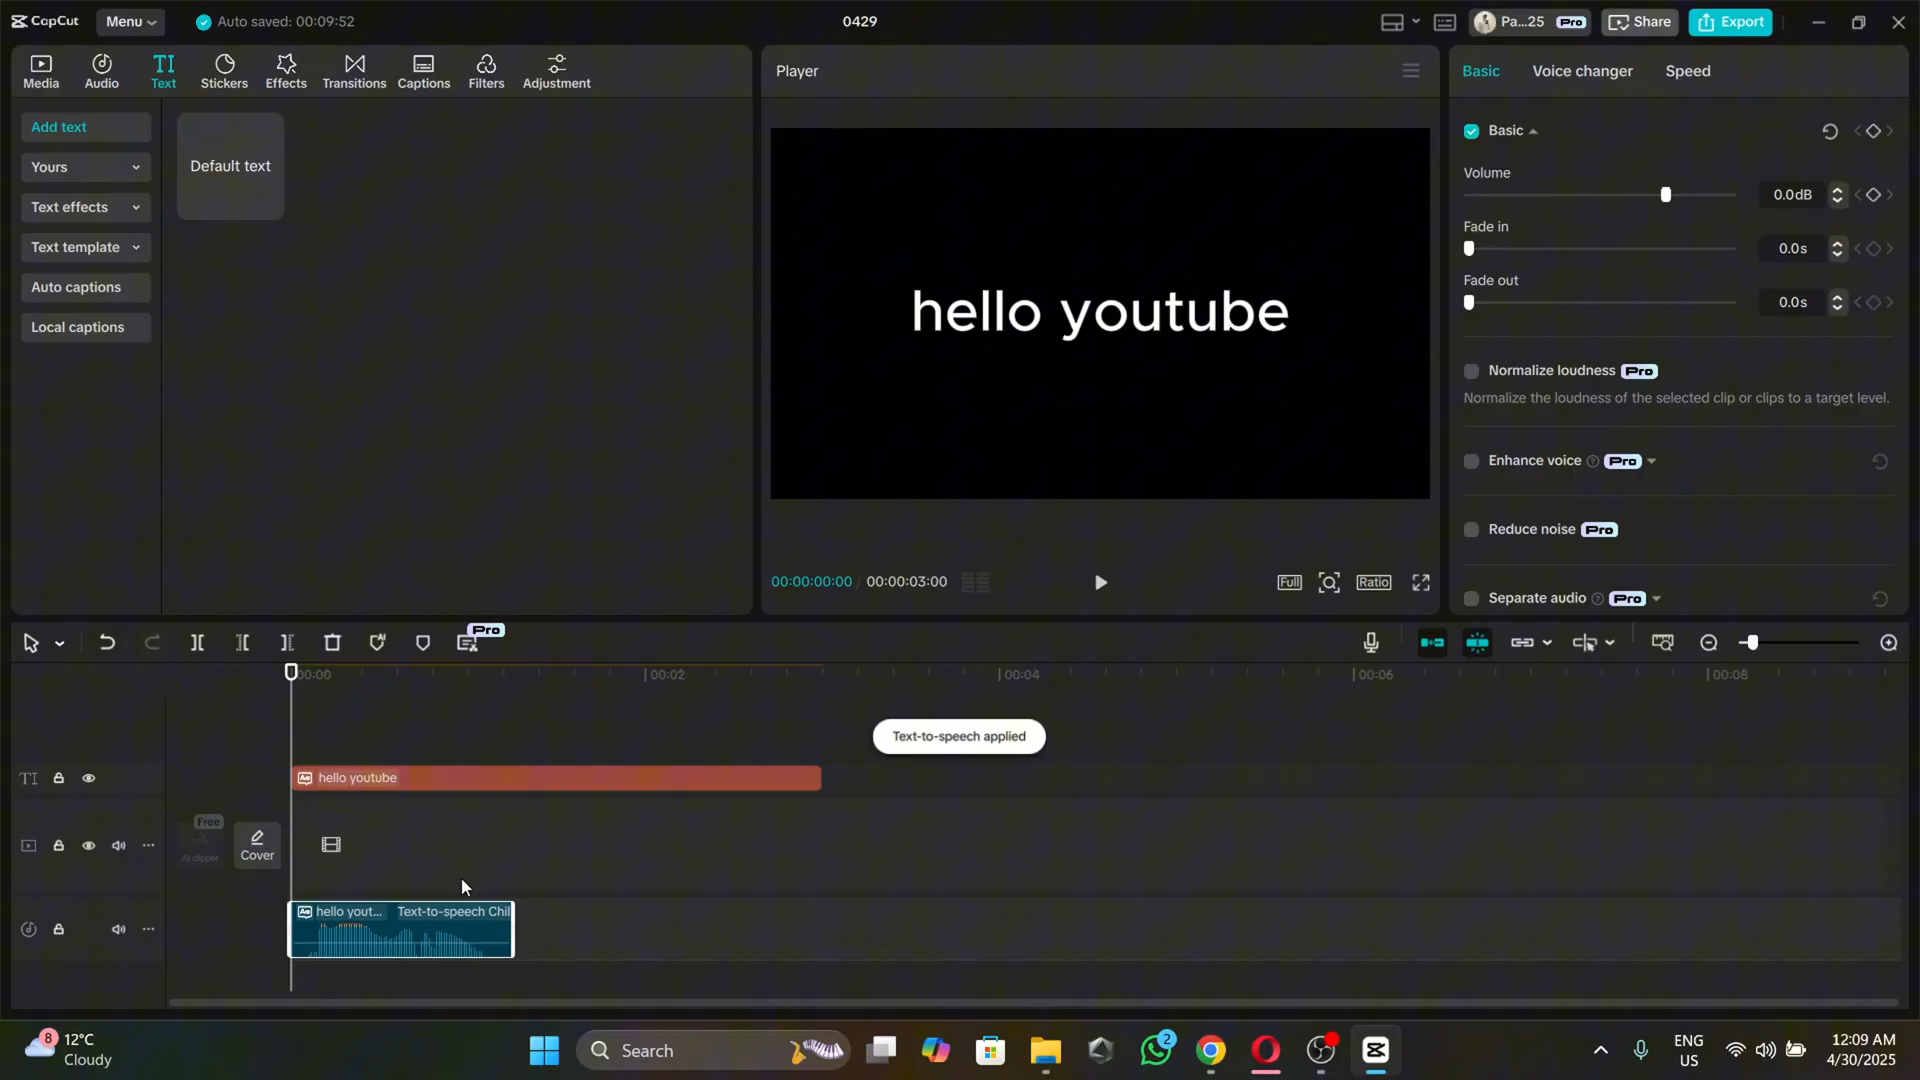 CapCut
Menu
Auto saved: 00:09:52
0429
Pa...25
Pro
Share
Export
Media
Audio
TI
Text
Stickers
Effects
Transitions
Captions
Filters
Adjustment
Add text
Yours
Text effects
Text template
Auto captions
Local captions
Default text
Player
hello youtube
00:00:00:00 / 00:00:03:00
Full
Ratio
Basic
Voice changer
Speed
Basic
Volume
0.0dB
Fade in
0.0s
Fade out
0.0s
Normalize loudness Pro
Normalize the loudness of the selected clip or clips to a target level.
Enhance voice Pro
Reduce noise Pro
Separate audio Pro
Pro
00:00
00:02
00:04
00:06
00:08
Text-to-speech applied
TI
hello youtube
Free
AI clipper
Cover
hello yout...
Text-to-speech Chil
8
12°C
Cloudy
Search
2
ENG
US
12:09 AM
4/30/2025